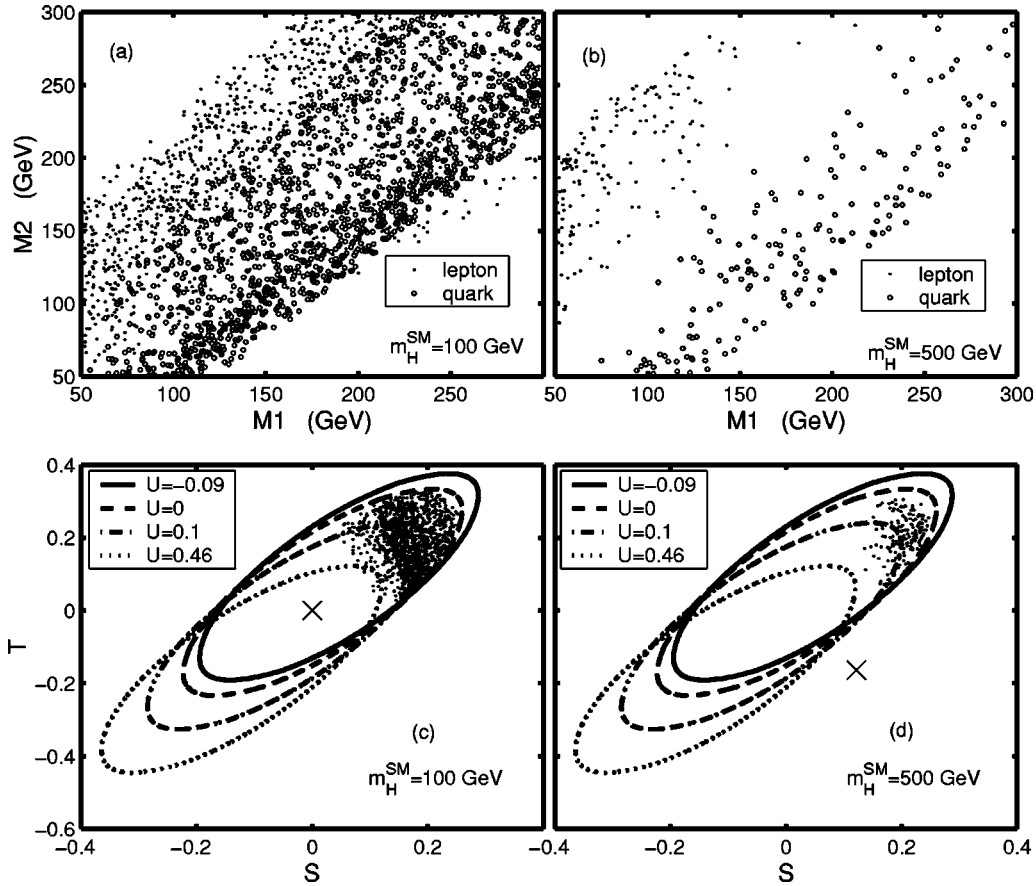 300
250
200
150
100
50
M2 (GeV)
(a)
lepton
quark
m_H^SM=100 GeV
50 100 150 200 250
M1 (GeV)
(b)
lepton
quark
m_H^SM=500 GeV
50 100 150 200 250 300
M1 (GeV)
0.4
0.2
0
−0.2
−0.4
−0.6
T
U=−0.09
U=0
U=0.1
U=0.46
(c)
m_H^SM=100 GeV
−0.4 −0.2 0 0.2
S
U=−0.09
U=0
U=0.1
U=0.46
(d)
m_H^SM=500 GeV
−0.4 −0.2 0 0.2 0.4
S